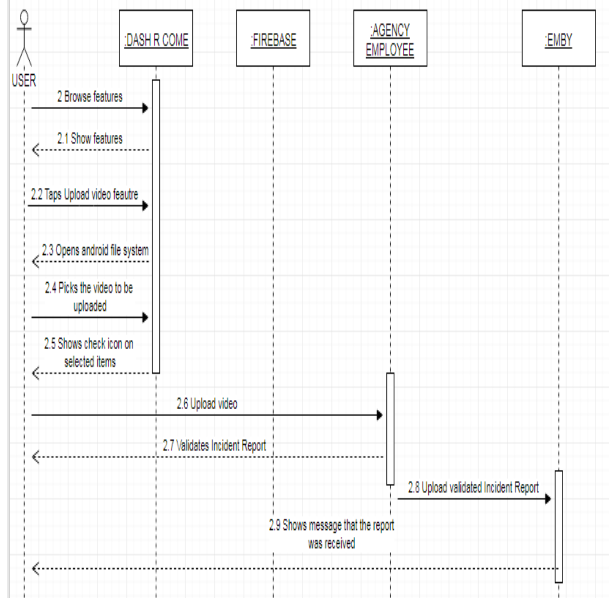 :DASH R COME
:FIREBASE
:AGENCY
EMPLOYEE
:EMBY
USER
2 Browse features
2.1 Show features
2.2 Taps Upload video feautre
2.3 Opens android file system
2.4 Picks the video to be
uploaded
2.5 Shows check icon on
selected items
2.6 Upload video
2.7 Validates Incident Report
2.8 Upload validated Incident Report
2.9 Shows message that the report
was received